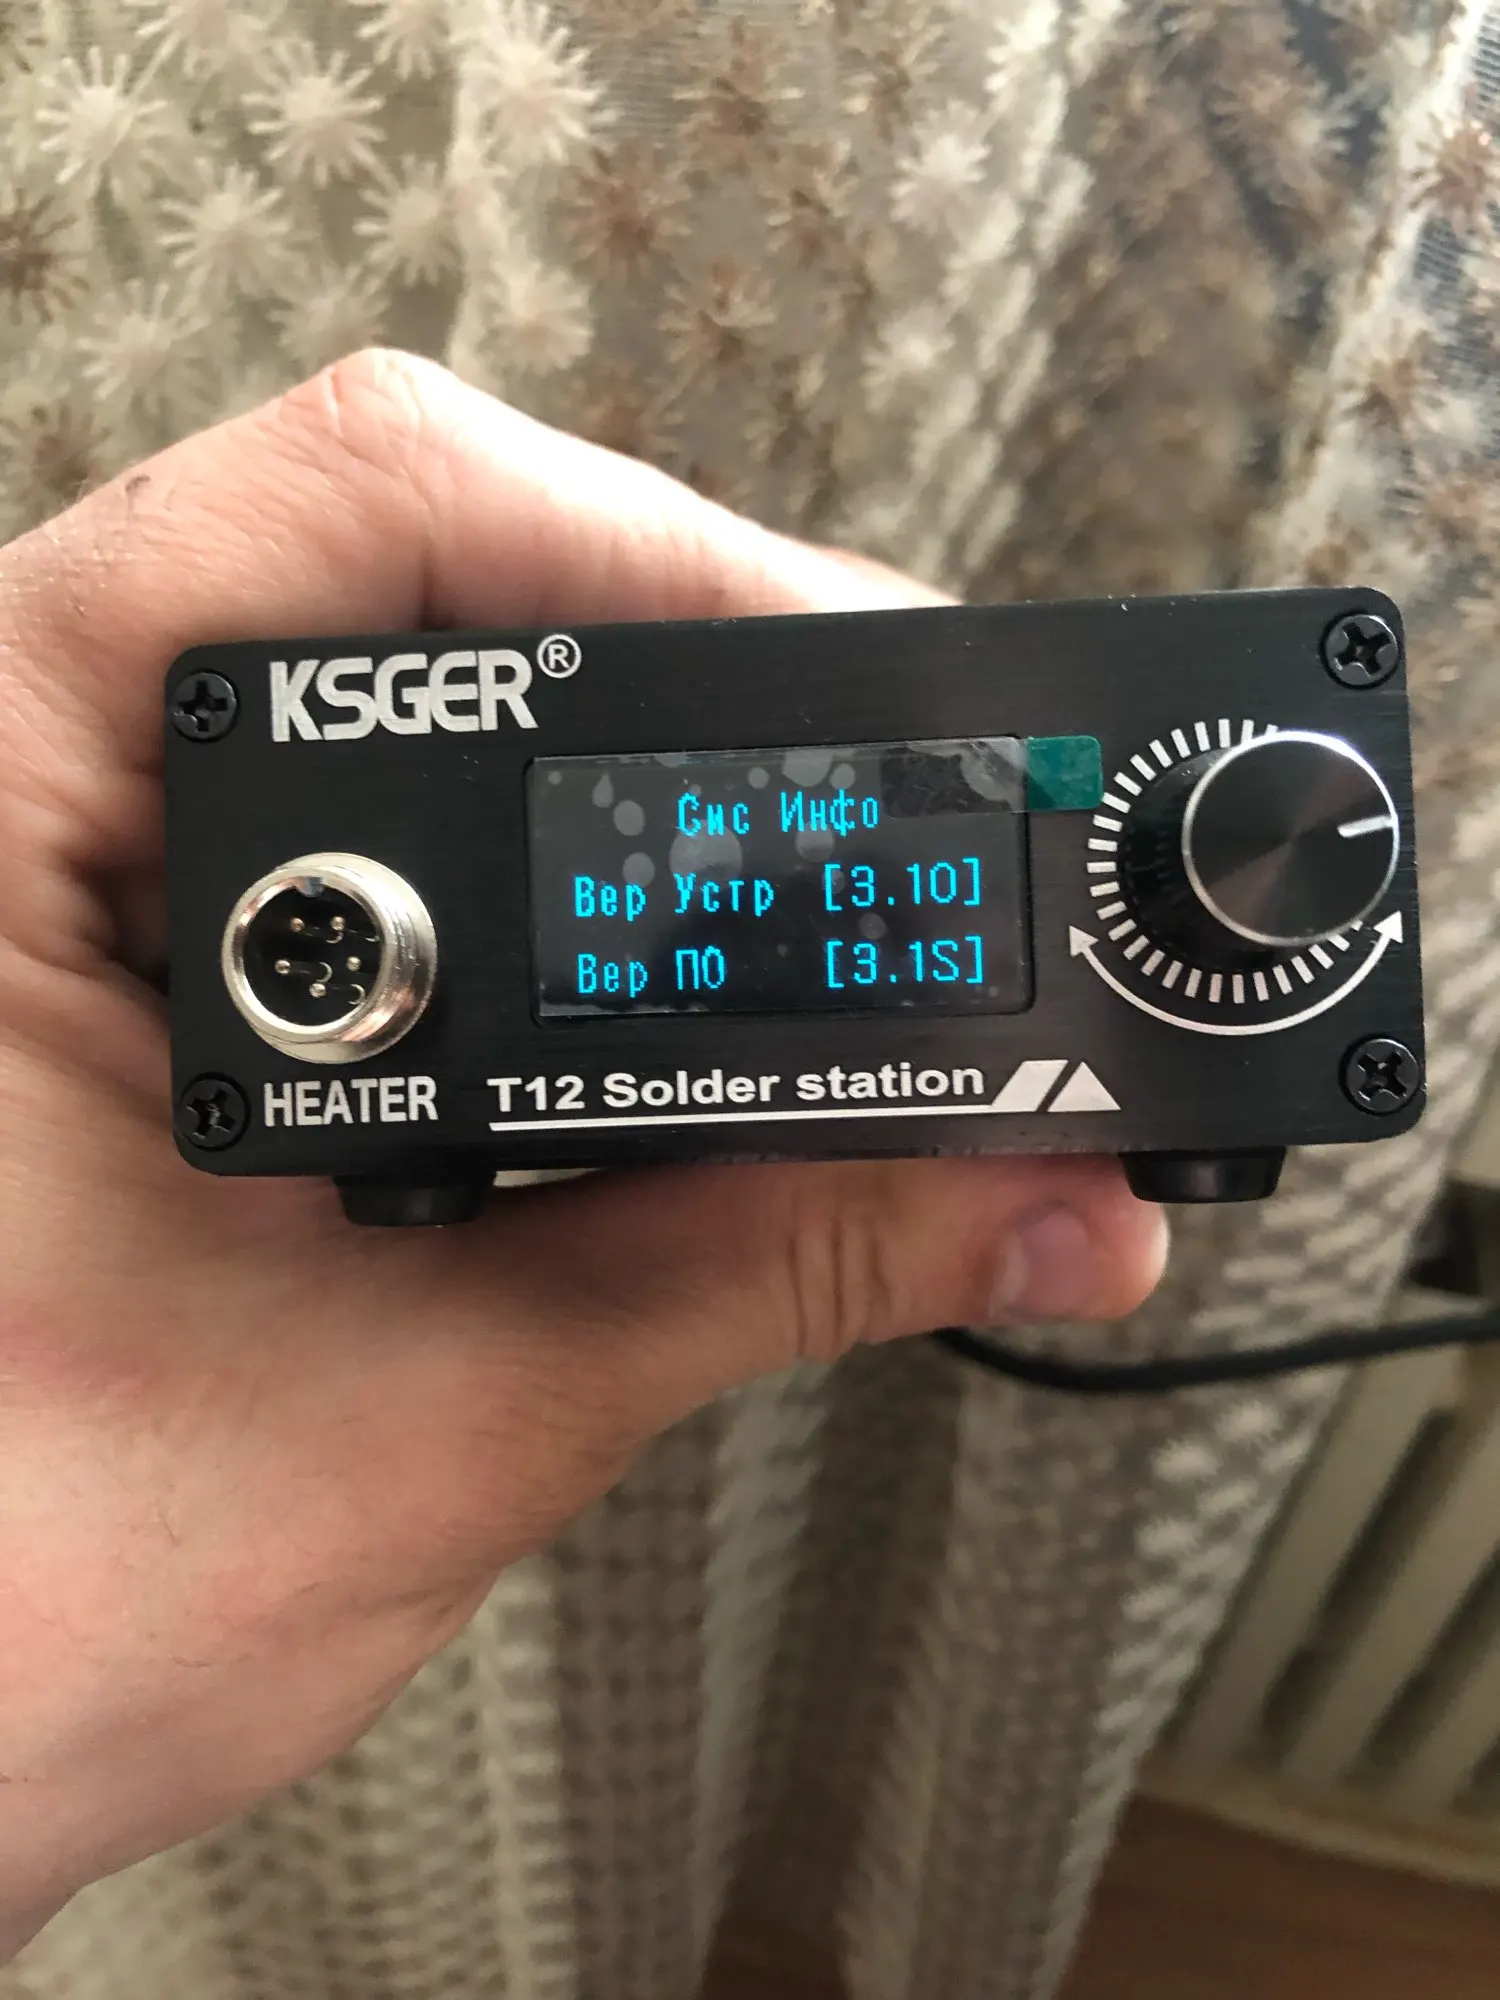 KSGER®
Сис Инфо
Вер Устр [3.10]
Вер ПО [3.1S]
HEATER
T12 Solder station